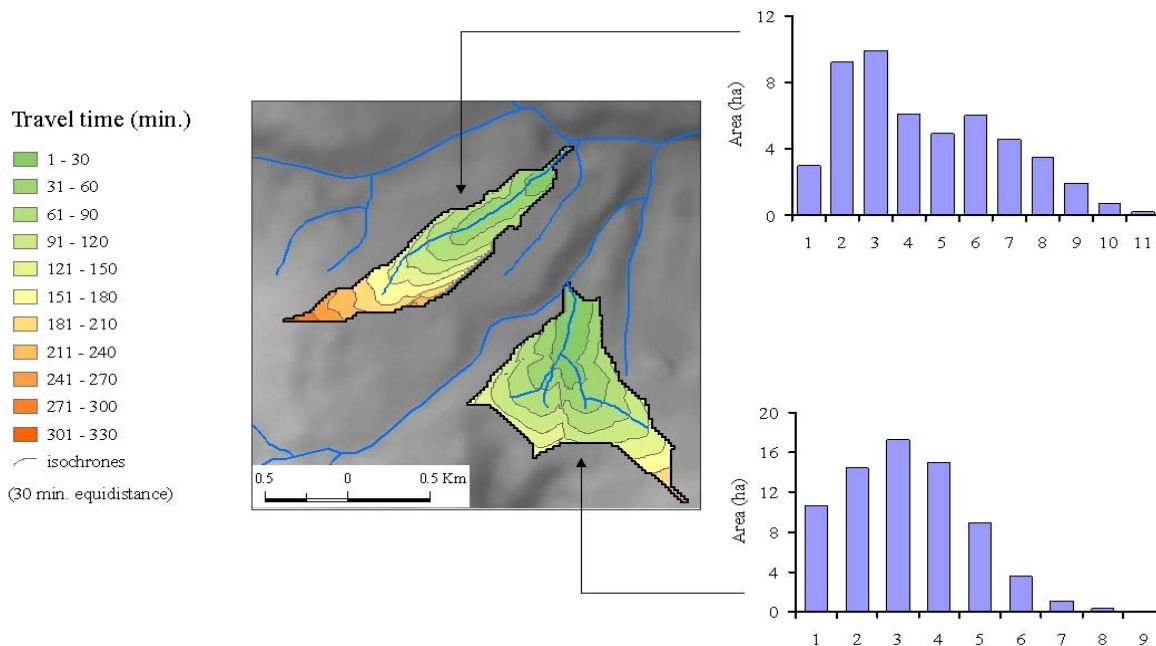 Travel time (min.)
1 - 30
31 - 60
61 - 90
91 - 120
121 - 150
151 - 180
181 - 210
211 - 240
241 - 270
271 - 300
301 - 330
isochrones
(30 min. equidistance)
0.5 0 0.5 Km
12
8
4
0
Area (ha)
1 2 3 4 5 6 7 8 9 10 11
20
16
12
8
4
0
Area (ha)
1 2 3 4 5 6 7 8 9